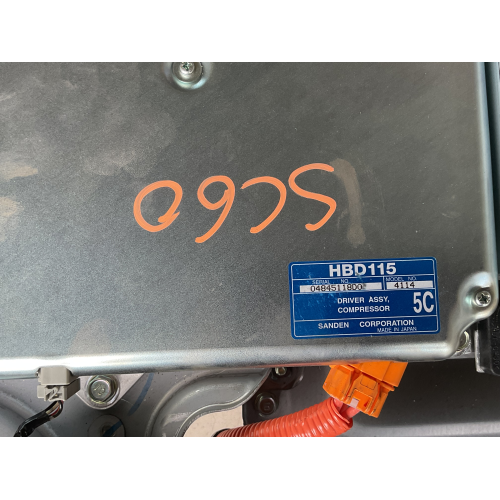 SC60
HBD115
SERIAL NO. MODEL NO.
4114
DRIVER ASSY,
COMPRESSOR 5C
SANDEN CORPORATION
MADE IN JAPAN